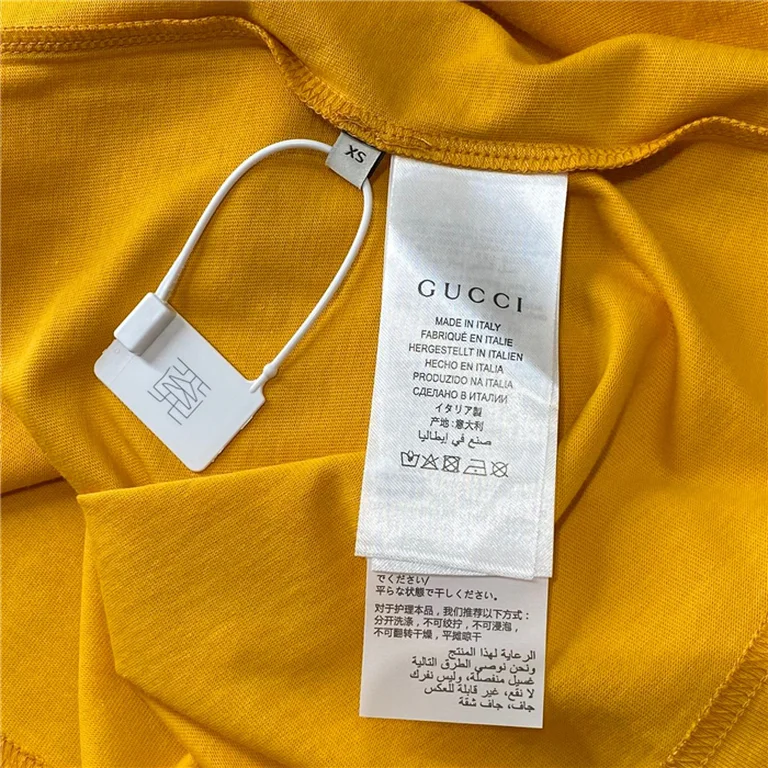 XS
GUCCI
MADE IN ITALY
FABRIQUÉ EN ITALIE
HERGESTELLT IN ITALIEN
HECHO EN ITALIA
PRODUZIDO NA ITALIA
СДЕЛАНО В ИТАЛИИ
イタリア製
产地:意大利
صنع في إيطاليا
でください/
平らな状態で干しください。
对于护理本品，我们推荐以下方式:
分开洗涤，不可绞拧，不可浸泡，
不可翻转干燥，平摊晾干
الرعاية لهذا المنتج
ونحن نوصي الطرق التالية
غسيل منفصلة، وليس نفرك
لا نقع، غير قابلة للعكس
جاف، جاف شقة